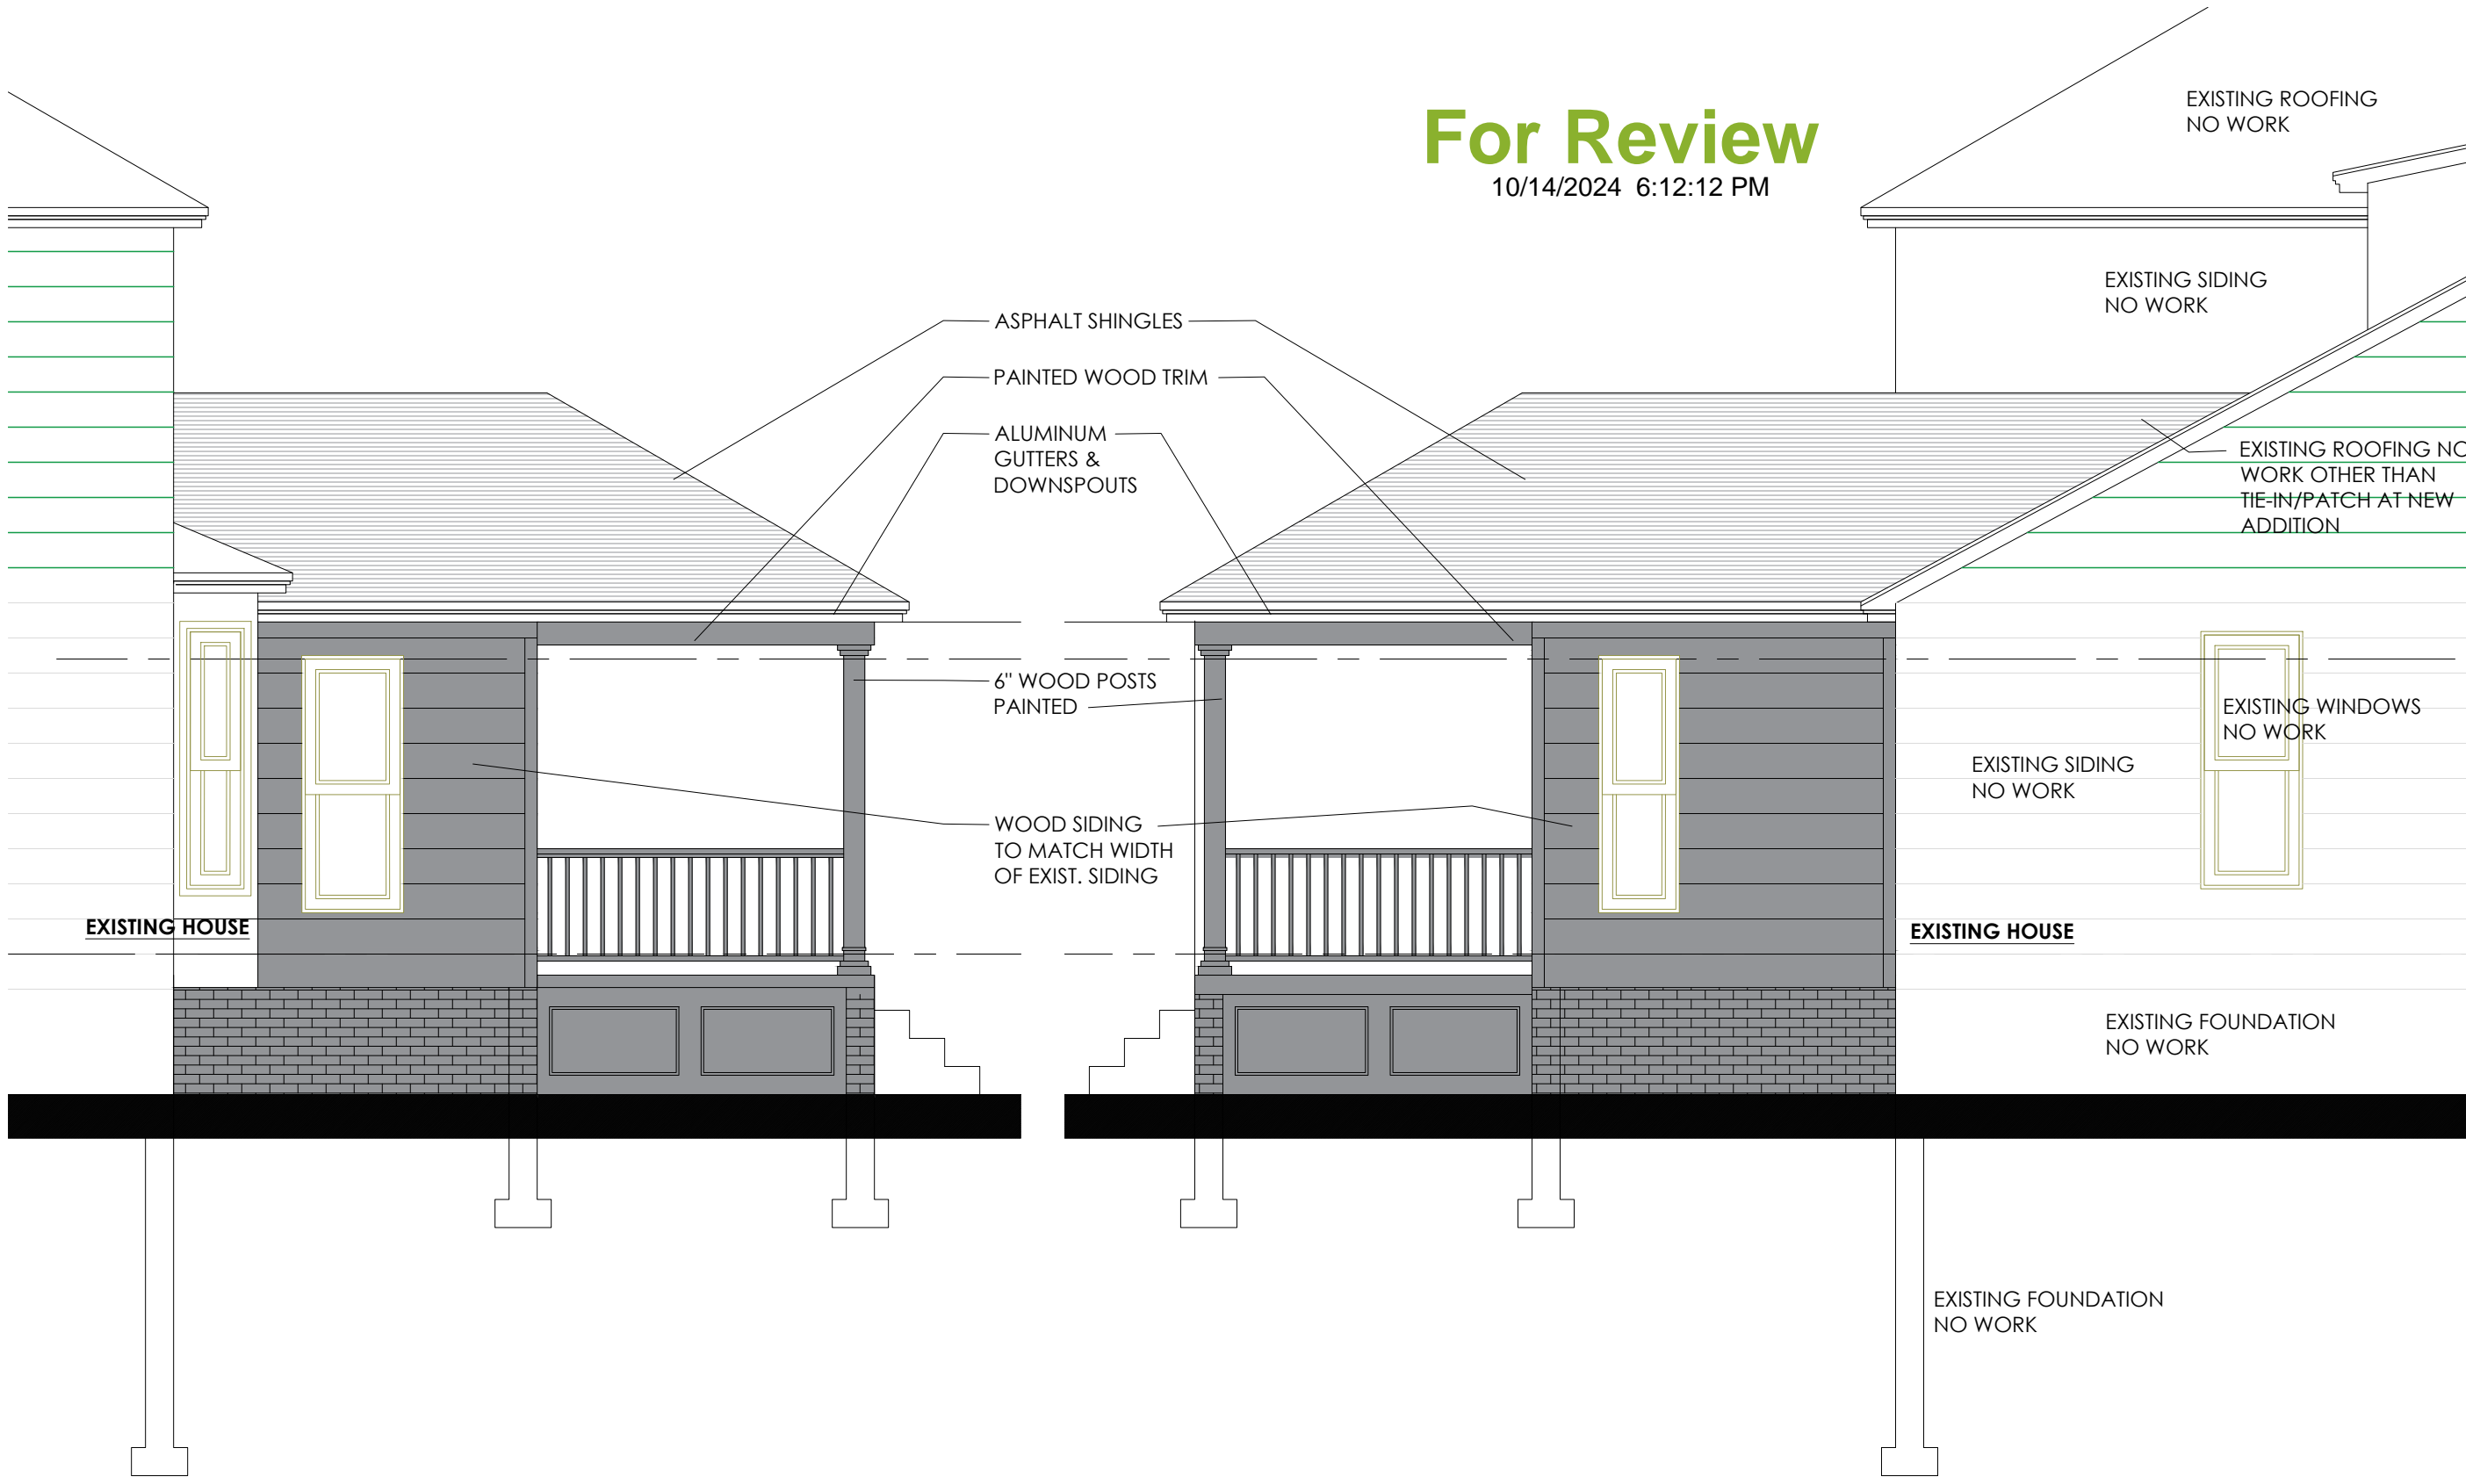 For Review
10/14/2024 6:12:12 PM
EXISTING ROOFING
NO WORK
EXISTING SIDING
NO WORK
ASPHALT SHINGLES
PAINTED WOOD TRIM
ALUMINUM
GUTTERS &
DOWNSPOUTS
EXISTING ROOFING NO
WORK OTHER THAN
TIE-IN/PATCH AT NEW
ADDITION
6" WOOD POSTS
PAINTED
EXISTING WINDOWS
NO WORK
EXISTING SIDING
NO WORK
WOOD SIDING
TO MATCH WIDTH
OF EXIST. SIDING
EXISTING HOUSE
EXISTING HOUSE
EXISTING FOUNDATION
NO WORK
EXISTING FOUNDATION
NO WORK